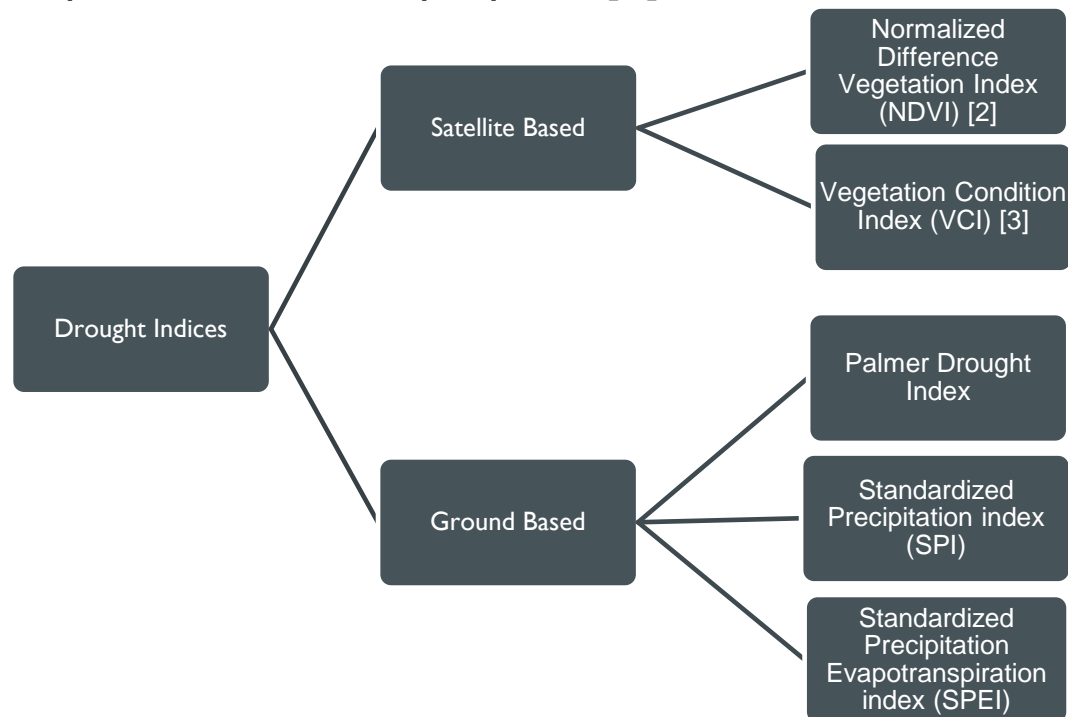 Drought Indices
Satellite Based
Normalized
Difference
Vegetation Index
(NDVI) [2]
Vegetation Condition
Index (VCI) [3]
Ground Based
Palmer Drought
Index
Standardized
Precipitation index
(SPI)
Standardized
Precipitation
Evapotranspiration
index (SPEI)